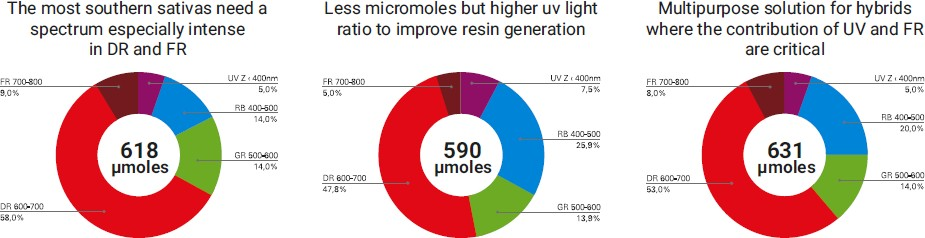 The most southern sativas need a
spectrum especially intense
in DR and FR
FR 700-800
9,0%
UV Z < 400nm
5,0%
RB 400-500
14,0%
GR 500-600
14,0%
DR 600-700
58,0%
618
µmoles
Less micromoles but higher uv light
ratio to improve resin generation
FR 700-800
5,0%
UV Z < 400nm
7,5%
RB 400-500
25,9%
GR 500-600
13,9%
DR 600-700
47,8%
590
µmoles
Multipurpose solution for hybrids
where the contribution of UV and FR
are critical
FR 700-800
8,0%
UV Z < 400nm
5,0%
RB 400-500
20,0%
GR 500-600
14,0%
DR 600-700
53,0%
631
µmoles